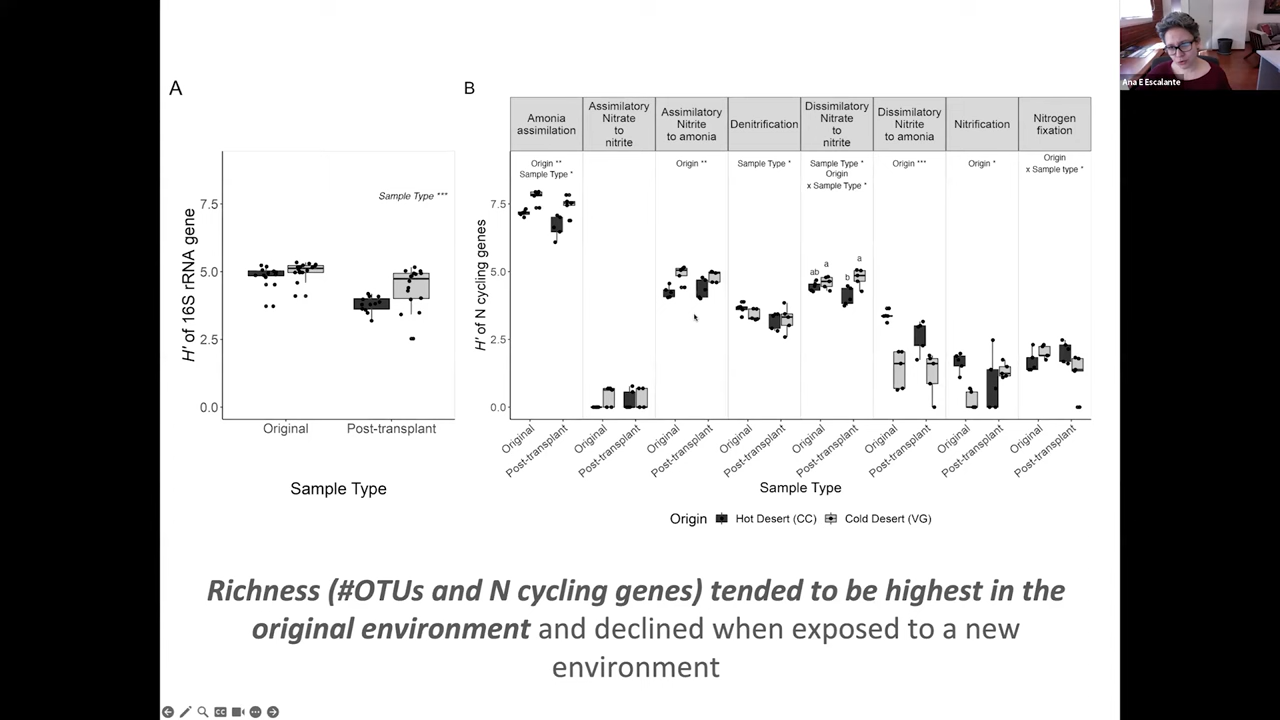 Ana E Escalante
A
B
H' of 16S rRNA gene
7.5
5.0
2.5
0.0
Sample Type ***
Original
Post-transplant
Sample Type
H' of N cycling genes
7.5
5.0
2.5
0.0
Amonia
assimilation
Assimilatory
Nitrate
to
nitrite
Assimilatory
Nitrite
to amonia
Denitrification
Dissimilatory
Nitrate
to
nitrite
Dissimilatory
Nitrite
to amonia
Nitrification
Nitrogen
fixation
Origin **
Sample Type *
Origin **
Sample Type *
Sample Type *
Origin
x Sample Type *
Origin ***
Origin *
Origin
x Sample type *
ab
a
b
a
Original
Post-transplant
Original
Post-transplant
Original
Post-transplant
Original
Post-transplant
Original
Post-transplant
Original
Post-transplant
Original
Post-transplant
Original
Post-transplant
Sample Type
Origin Hot Desert (CC) Cold Desert (VG)
Richness (#OTUs and N cycling genes) tended to be highest in the
original environment and declined when exposed to a new
environment
CC